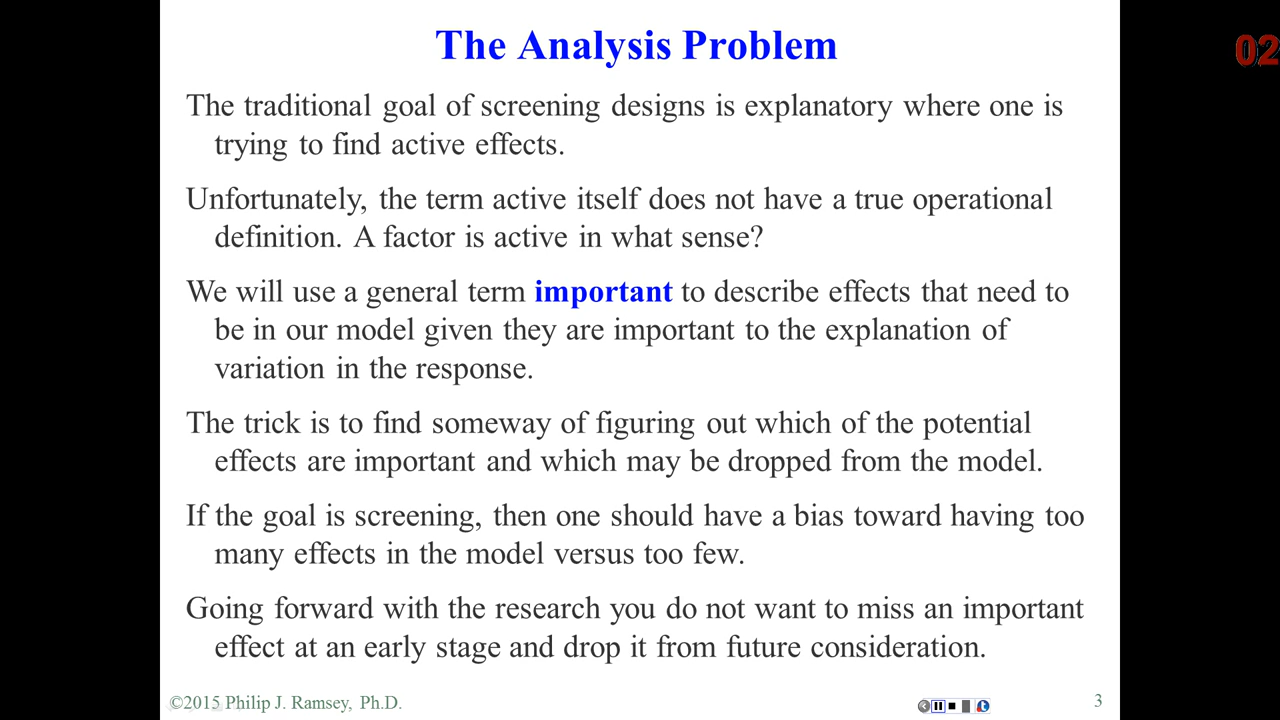 The Analysis Problem
02
The traditional goal of screening designs is explanatory where one is
trying to find active effects.
Unfortunately, the term active itself does not have a true operational
definition. A factor is active in what sense?
We will use a general term important to describe effects that need to
be in our model given they are important to the explanation of
variation in the response.
The trick is to find someway of figuring out which of the potential
effects are important and which may be dropped from the model.
If the goal is screening, then one should have a bias toward having too
many effects in the model versus too few.
Going forward with the research you do not want to miss an important
effect at an early stage and drop it from future consideration.
©2015 Philip J. Ramsey, Ph.D.
3